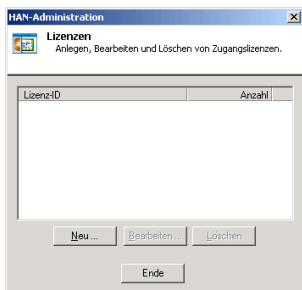 HAN-Administration
Lizenzen
Anlegen, Bearbeiten und Löschen von Zugangslizenzen.
Lizenz-ID Anzahl
Neu ... Bearbeiten ... Löschen
Ende